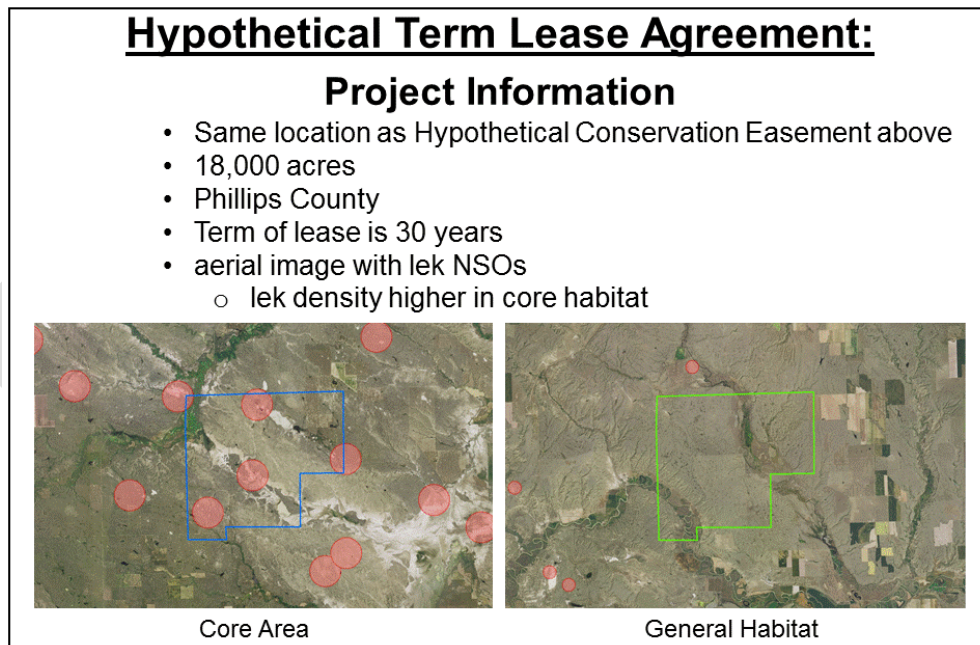 Hypothetical Term Lease Agreement:
Project Information
• Same location as Hypothetical Conservation Easement above
• 18,000 acres
• Phillips County
• Term of lease is 30 years
• aerial image with lek NSOs
o lek density higher in core habitat
Core Area
General Habitat